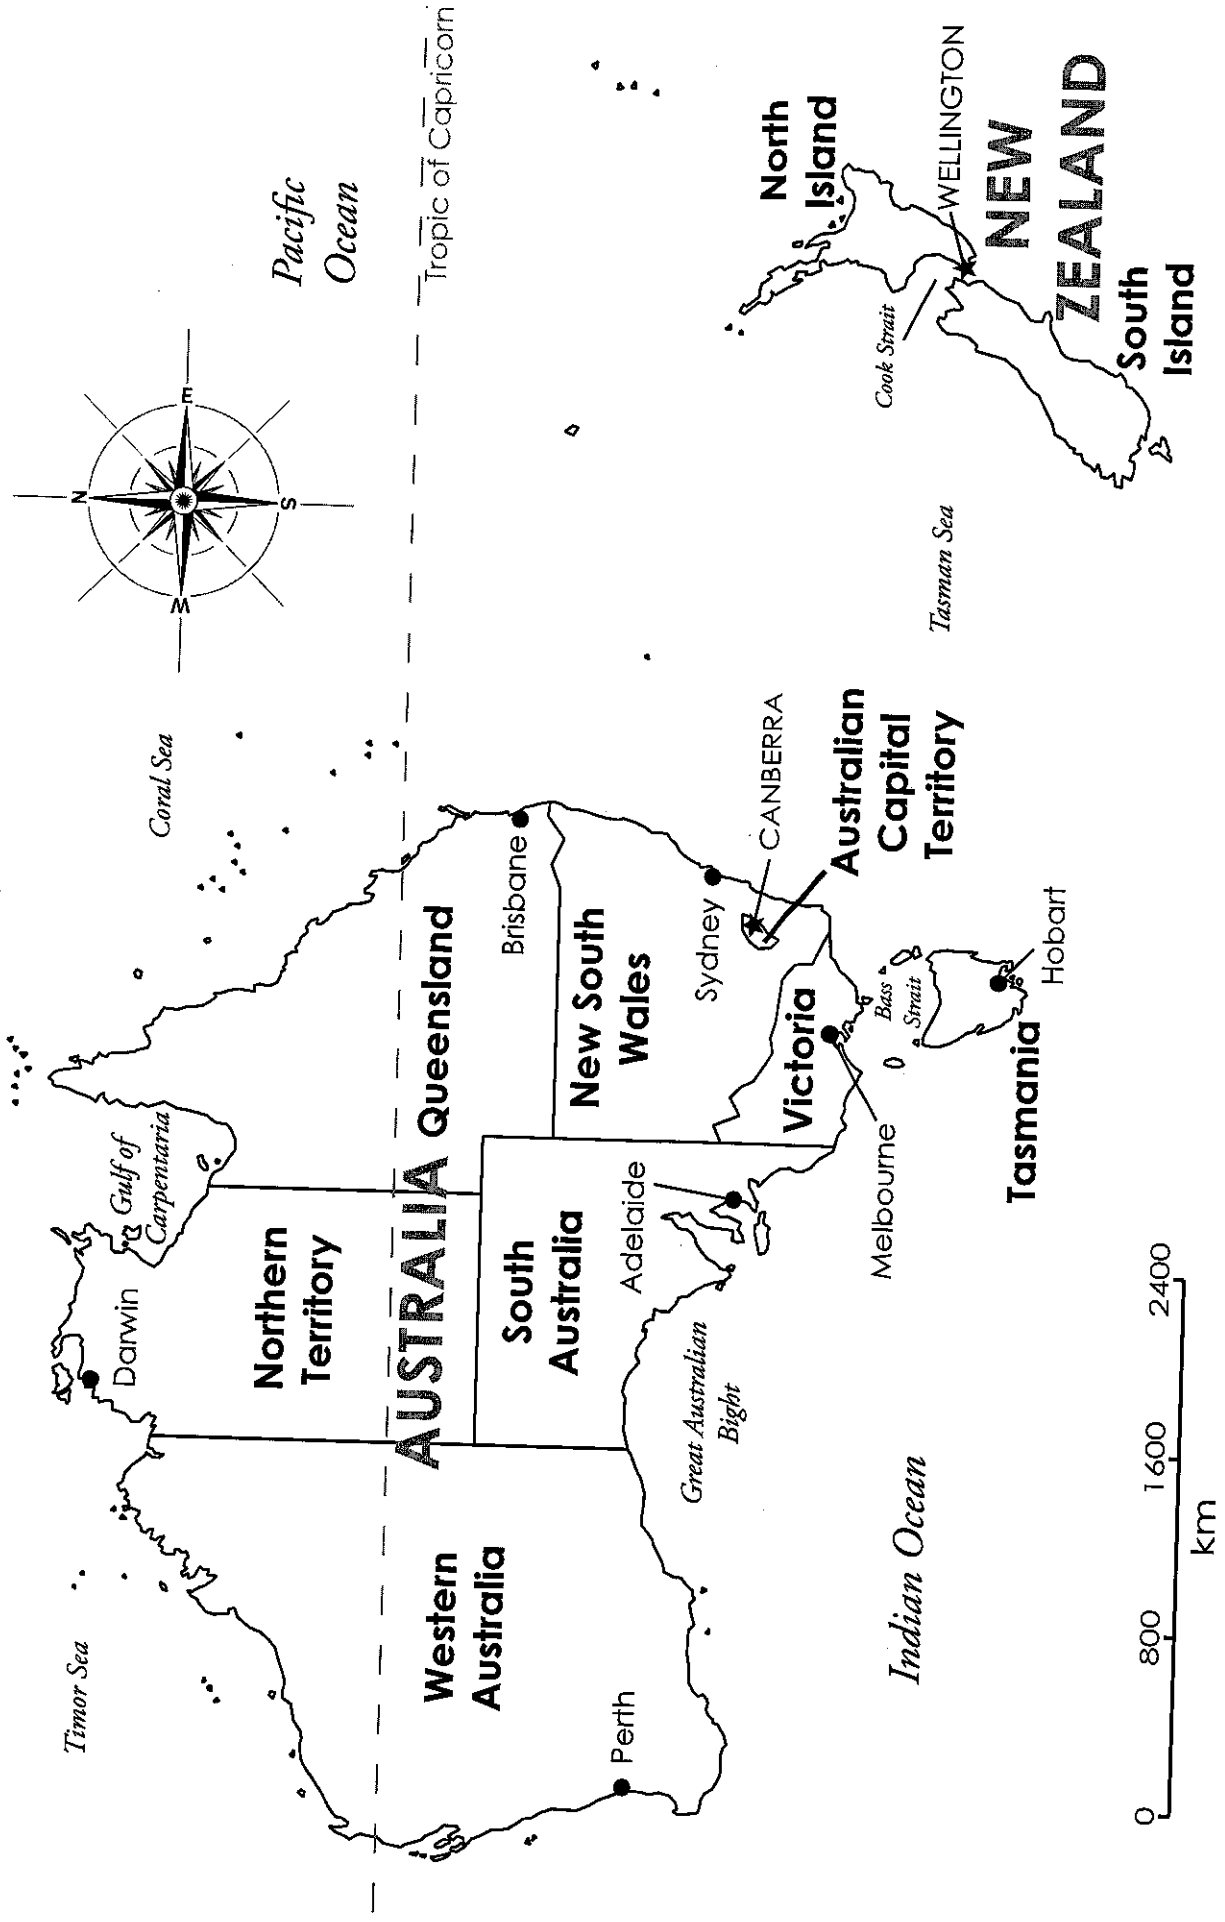 Timor Sea
Coral Sea
Pacific
Ocean
N
E
S
W
Gulf of
Carpentaria
Darwin
Tropic of Capricorn
Northern
Territory
AUSTRALIA
Queensland
Western
Australia
South
Australia
Brisbane
New South
Wales
Perth
Adelaide
Sydney
CANBERRA
Australian
Capital
Territory
Victoria
Melbourne
Great Australian
Bight
Bass
Strait
Tasmania
Hobart
Indian Ocean
Tasman Sea
North
Island
Cook Strait
WELLINGTON
NEW
ZEALAND
South
Island
0 800 1600 2400
km